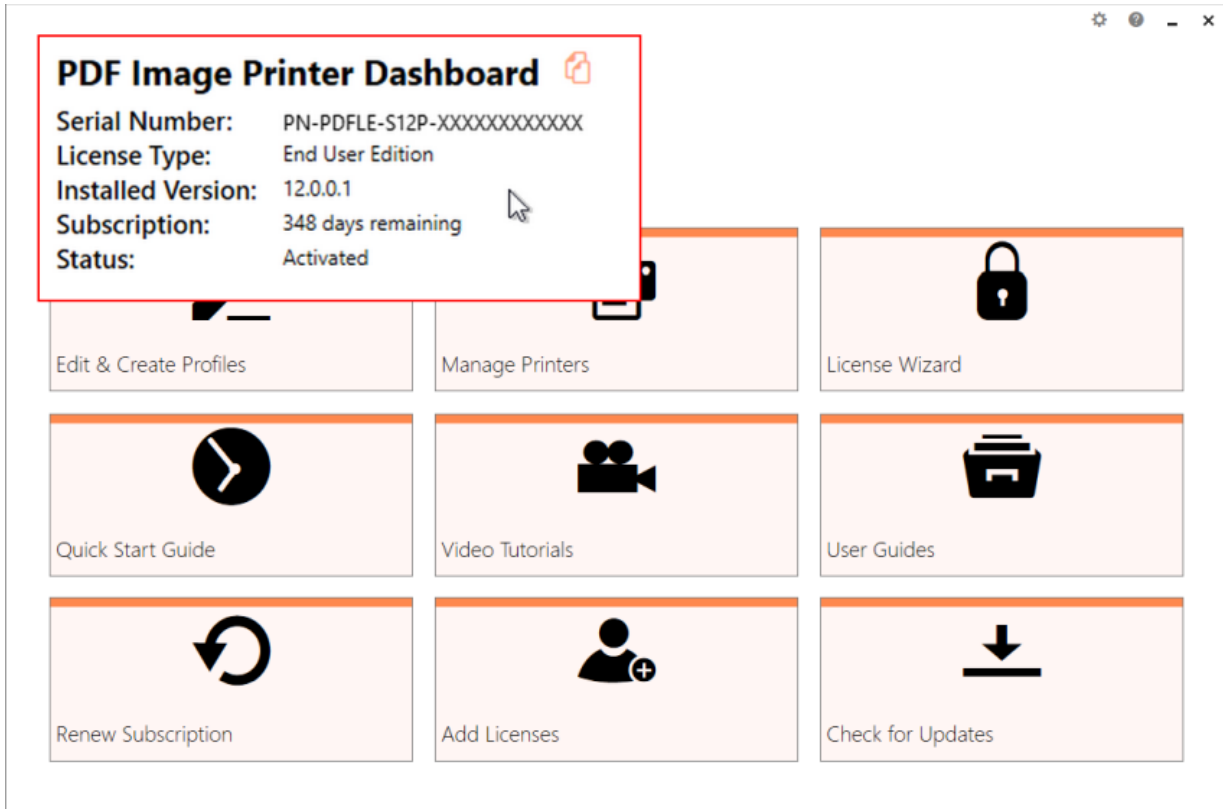 PDF Image Printer Dashboard
Serial Number: PN-PDFLE-S12P-XXXXXXXXXXXX
License Type: End User Edition
Installed Version: 12.0.0.1
Subscription: 348 days remaining
Status: Activated
Edit & Create Profiles
Manage Printers
License Wizard
Quick Start Guide
Video Tutorials
User Guides
Renew Subscription
Add Licenses
Check for Updates